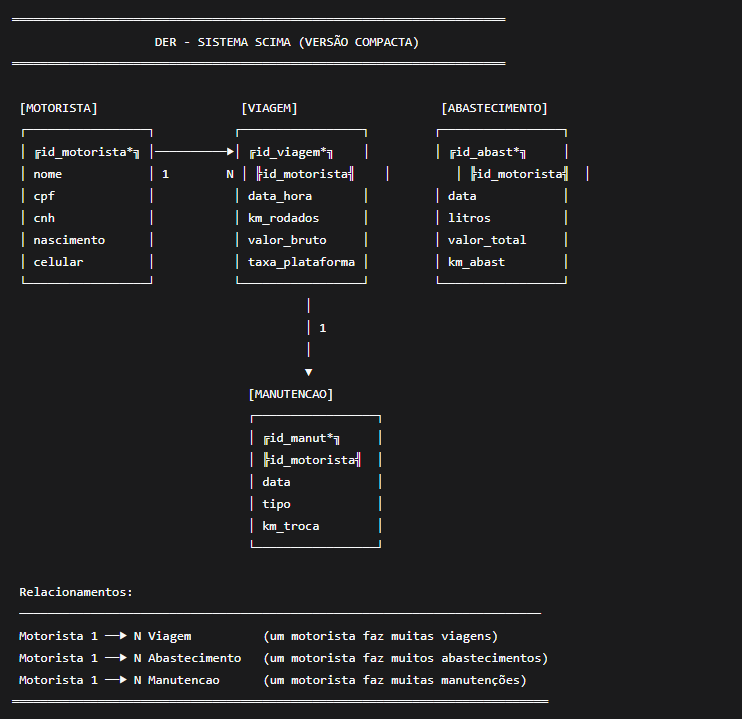 DER - SISTEMA SCIMA (VERSÃO COMPACTA)
[MOTORISTA] [VIAGEM] [ABASTECIMENTO]
id_motorista* id_viagem* id_abast*
nome 1 N id_motorista id_motorista
cpf data_hora data
cnh km_rodados litros
nascimento valor_bruto valor_total
celular taxa_plataforma km_abast
1
[MANUTENCAO]
id_manut*
id_motorista
data
tipo
km_troca
Relacionamentos:
Motorista 1 ──► N Viagem (um motorista faz muitas viagens)
Motorista 1 ──► N Abastecimento (um motorista faz muitos abastecimentos)
Motorista 1 ──► N Manutencao (um motorista faz muitas manutenções)